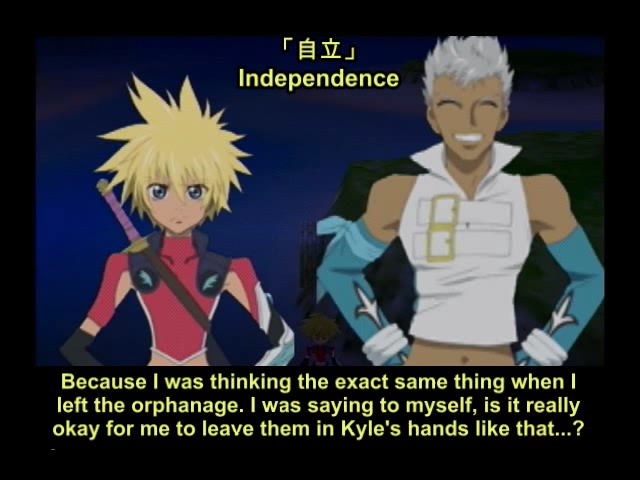 「自立」
Independence
Because I was thinking the exact same thing when I
left the orphanage. I was saying to myself, is it really
okay for me to leave them in Kyle's hands like that...?